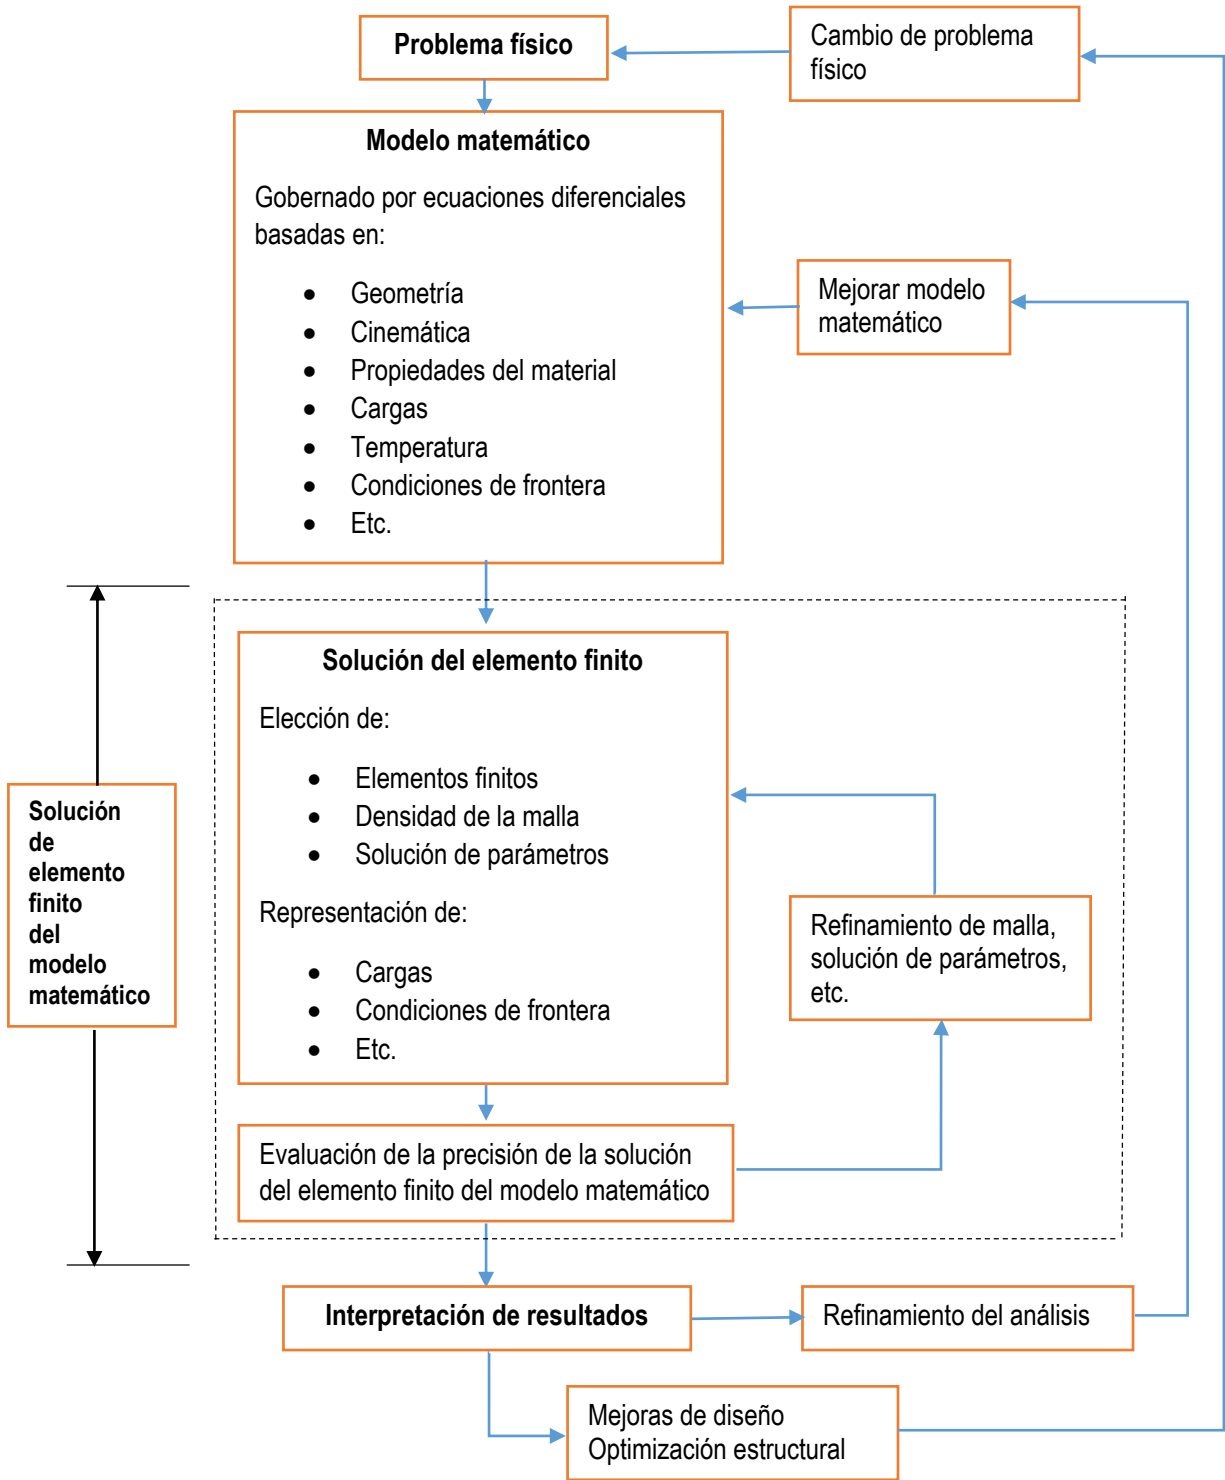 Problema físico
Cambio de problema
físico
Modelo matemático
Gobernado por ecuaciones diferenciales
basadas en:
• Geometría
• Cinemática
• Propiedades del material
• Cargas
• Temperatura
• Condiciones de frontera
• Etc.
Mejorar modelo
matemático
Solución del elemento finito
Elección de:
• Elementos finitos
• Densidad de la malla
• Solución de parámetros
Representación de:
• Cargas
• Condiciones de frontera
• Etc.
Solución
de
elemento
finito
del
modelo
matemático
Refinamiento de malla,
solución de parámetros,
etc.
Evaluación de la precisión de la solución
del elemento finito del modelo matemático
Interpretación de resultados
Refinamiento del análisis
Mejoras de diseño
Optimización estructural